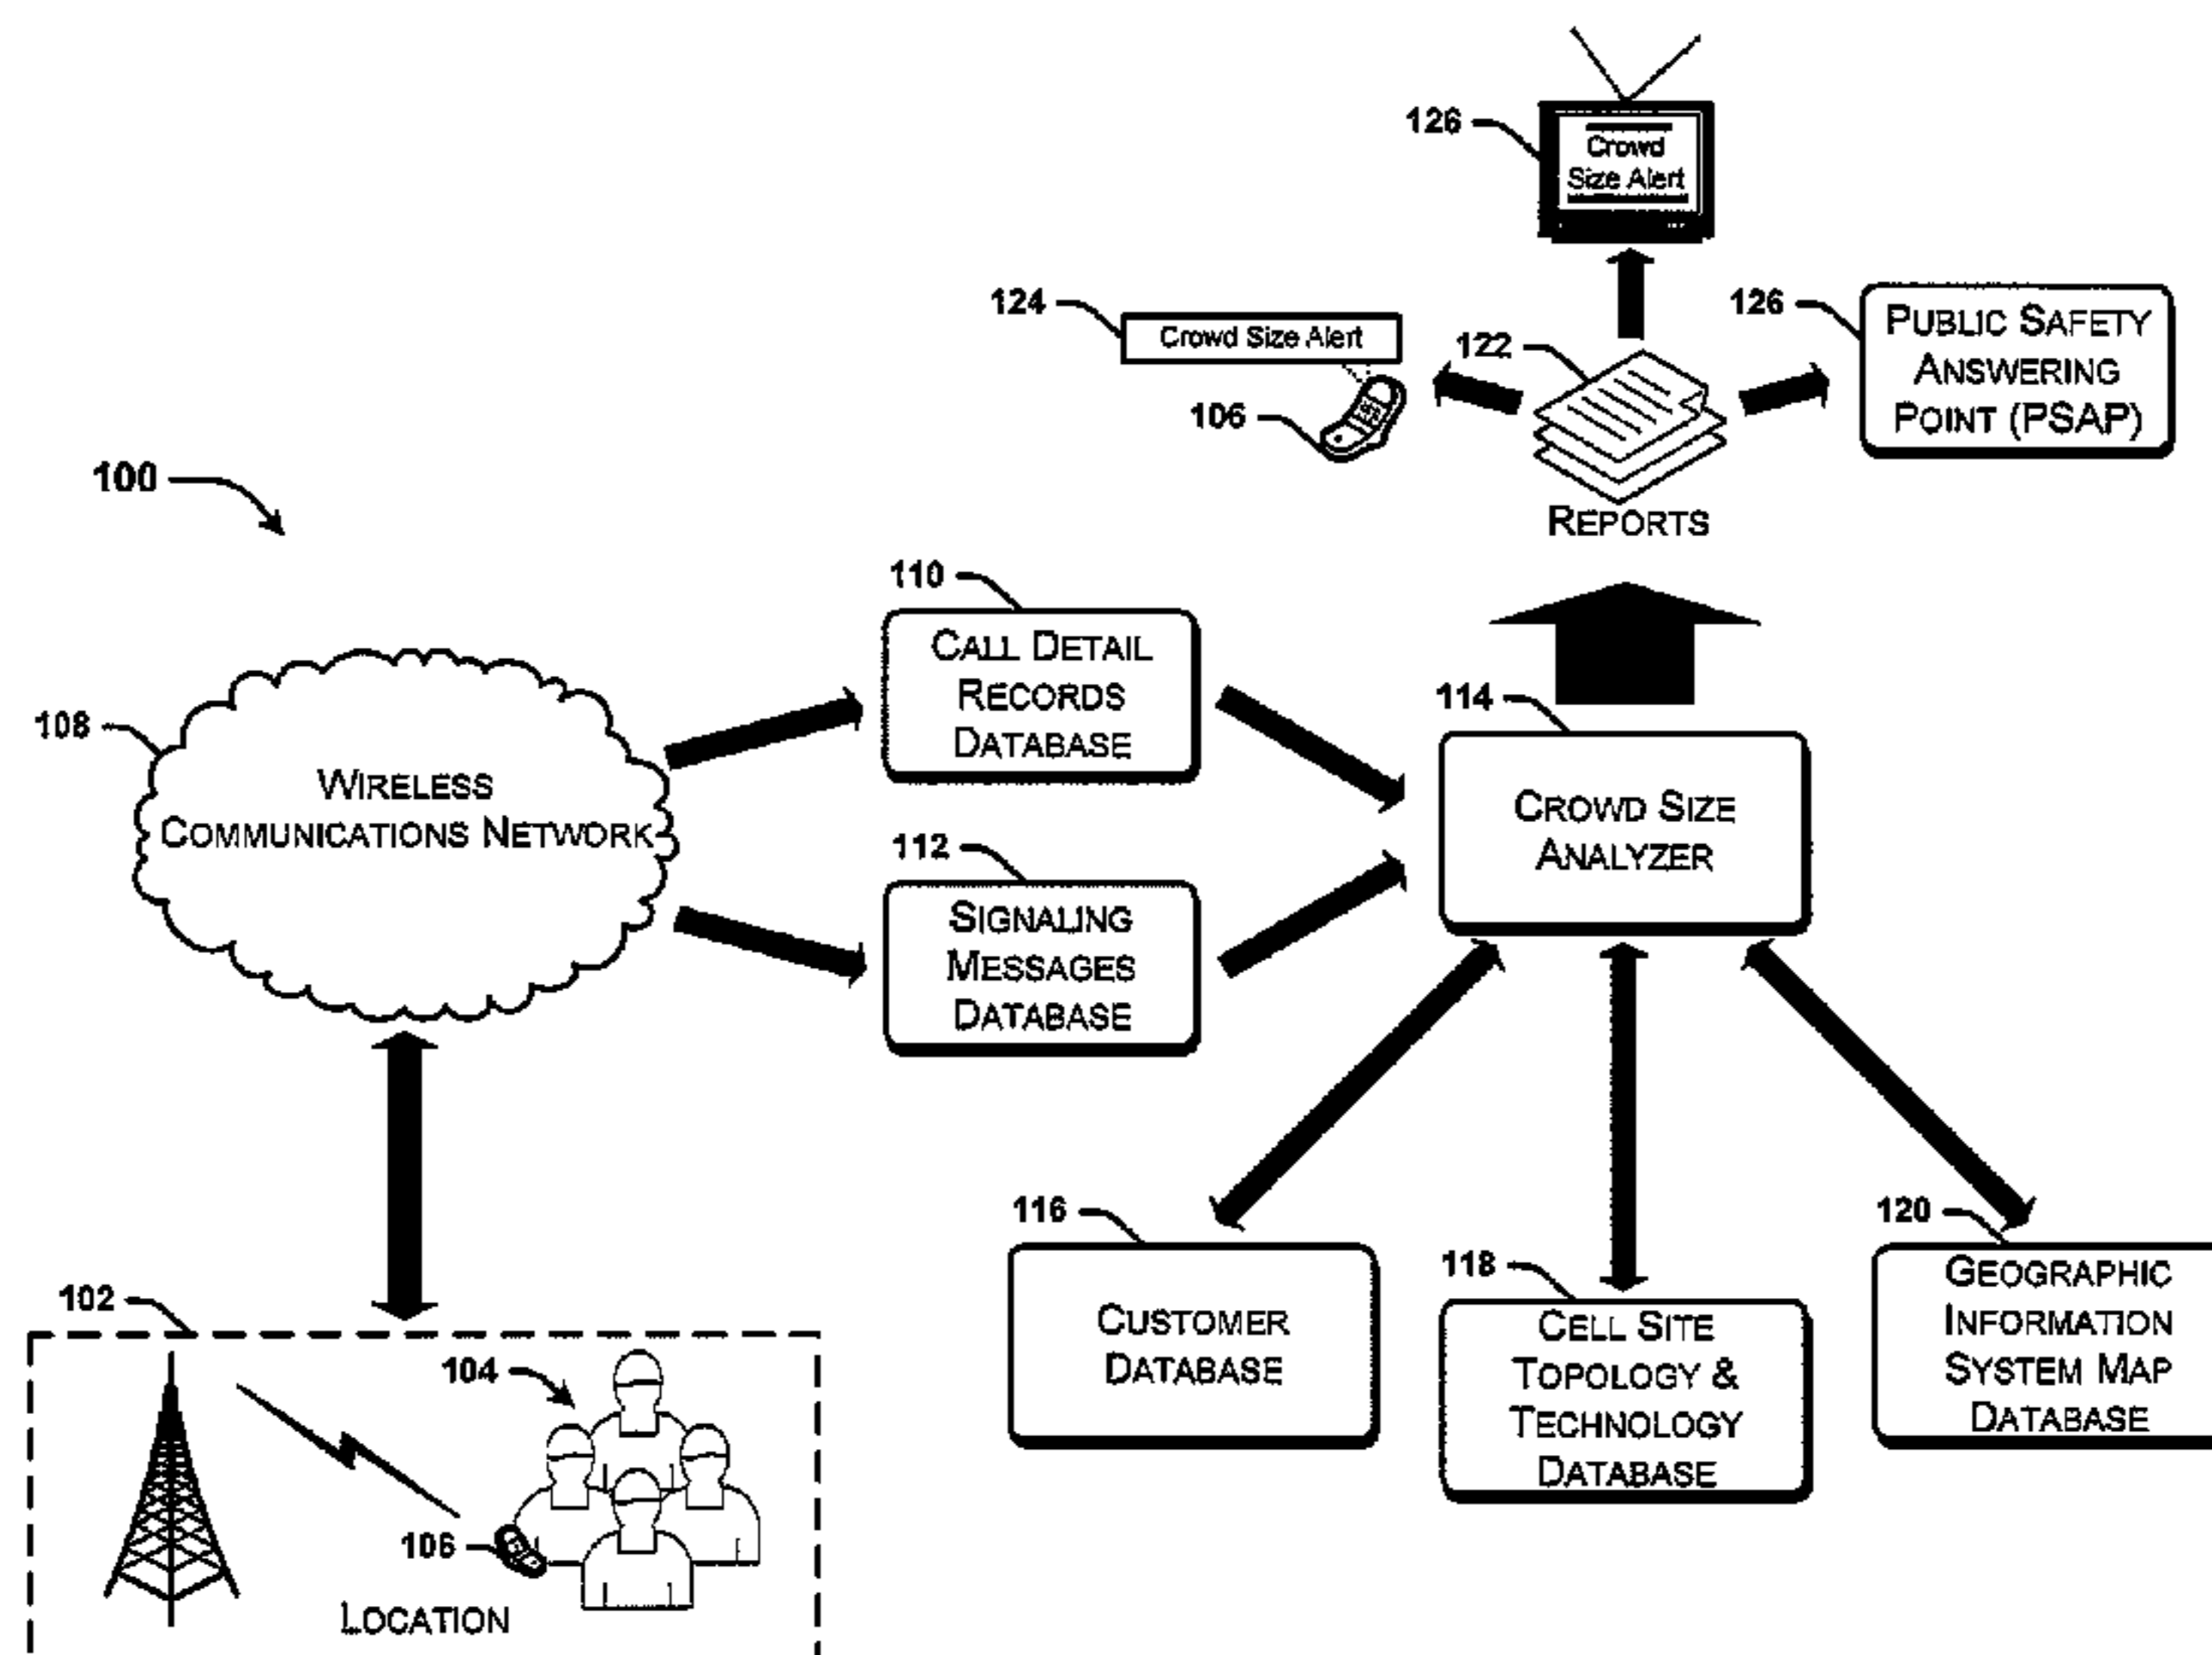 126
Crowd
Size Alert
124
Crowd Size Alert
122
126
PUBLIC SAFETY
ANSWERING
POINT (PSAP)
106
REPORTS
100
110
CALL DETAIL
RECORDS
DATABASE
114
CROWD SIZE
ANALYZER
108
WIRELESS
COMMUNICATIONS NETWORK
112
SIGNALING
MESSAGES
DATABASE
116
CUSTOMER
DATABASE
118
CELL SITE
TOPOLOGY &
TECHNOLOGY
DATABASE
120
GEOGRAPHIC
INFORMATION
SYSTEM MAP
DATABASE
102
104
106
LOCATION